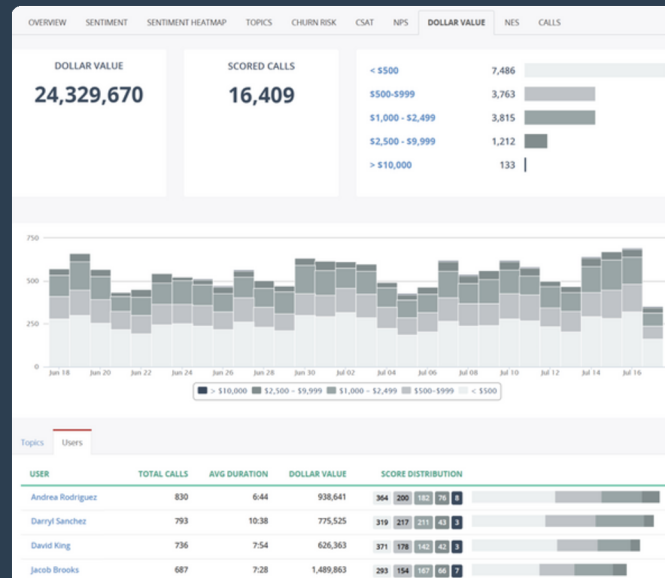 OVERVIEW SENTIMENT SENTIMENT HEATMAP TOPICS CHURN RISK CSAT NPS DOLLAR VALUE NES CALLS
DOLLAR VALUE
24,329,670
SCORED CALLS
16,409
< $500 7,486
$500-$999 3,763
$1,000 - $2,499 3,815
$2,500 - $9,999 1,212
> $10,000 133
750
500
250
0
Jun 18 Jun 20 Jun 22 Jun 24 Jun 26 Jun 28 Jun 30 Jul 02 Jul 04 Jul 06 Jul 08 Jul 10 Jul 12 Jul 14 Jul 16
> $10,000 $2,500 - $9,999 $1,000 - $2,499 $500-$999 < $500
Topics Users
USER TOTAL CALLS AVG DURATION DOLLAR VALUE SCORE DISTRIBUTION
Andrea Rodriguez 830 6:44 938,641 364 200 182 76 8
Darryl Sanchez 793 10:38 775,525 319 217 211 43 3
David King 736 7:54 626,363 371 178 142 42 3
Jacob Brooks 687 7:28 1,489,863 293 154 167 66 7